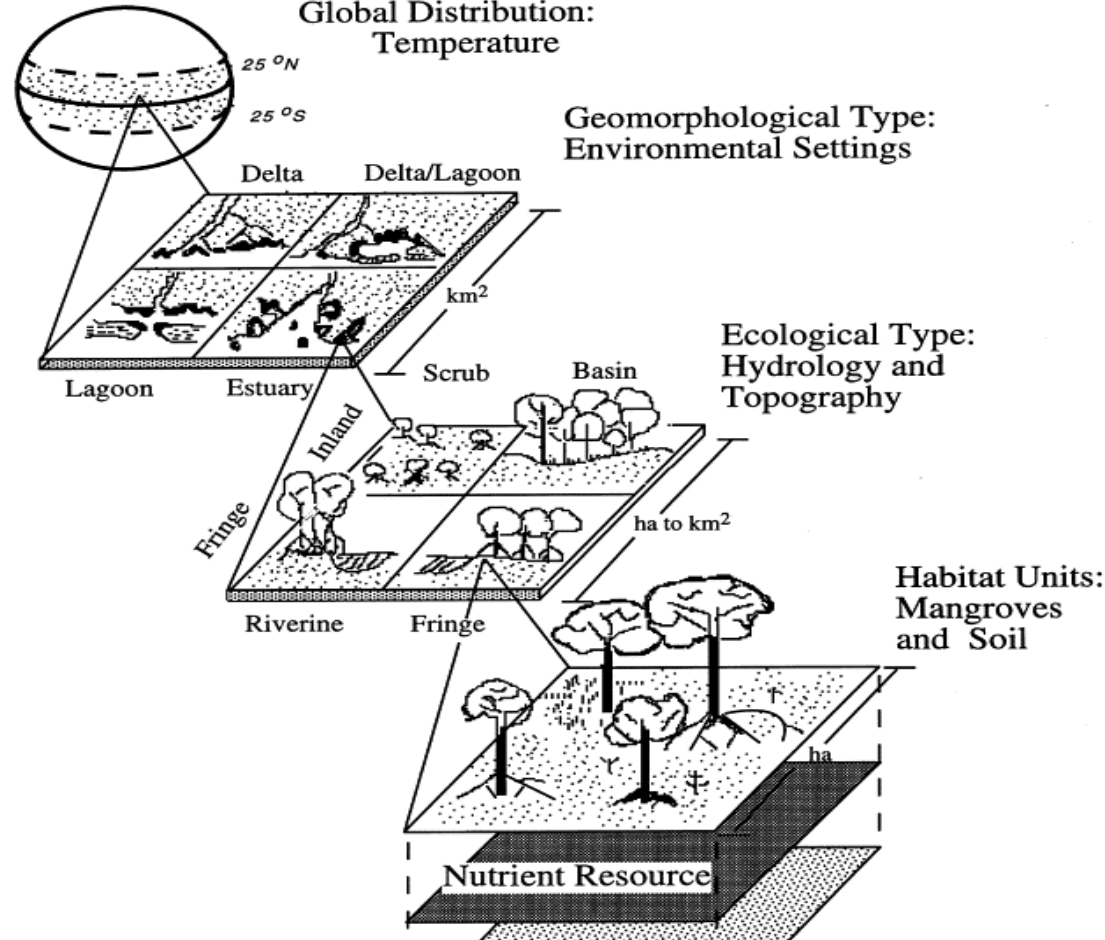 Global Distribution:
Temperature
25 °N
25 °S
Geomorphological Type:
Environmental Settings
Delta
Delta/Lagoon
km²
Lagoon
Estuary
Ecological Type:
Hydrology and
Topography
Scrub
Basin
Inland
Fringe
ha to km²
Riverine
Fringe
Habitat Units:
Mangroves
and Soil
ha
Nutrient Resource